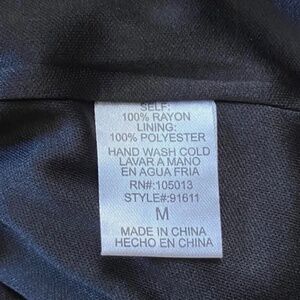 SELF:
100% RAYON
LINING:
100% POLYESTER
HAND WASH COLD
LAVAR A MANO
EN AGUA FRIA
RN#:105013
STYLE#:91611
M
MADE IN CHINA
HECHO EN CHINA